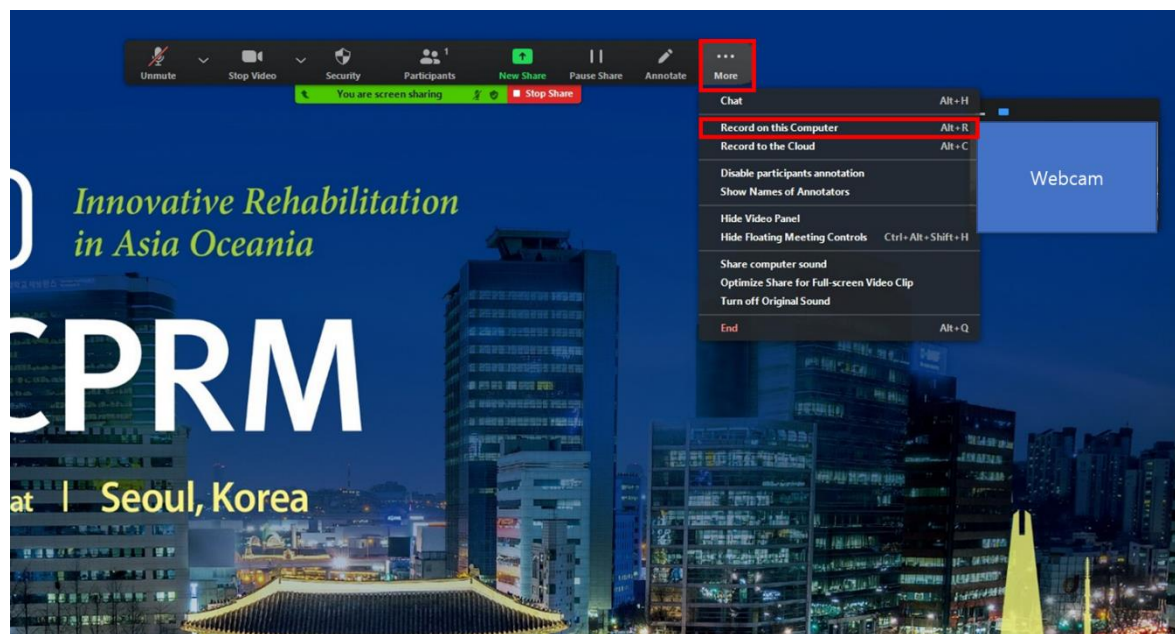 Unmute
Stop Video
Security
Participants
1
New Share
Pause Share
Annotate
More
You are screen sharing
Stop Share
Chat Alt+H
Record on this Computer Alt+R
Record to the Cloud Alt+C
Disable participants annotation
Show Names of Annotators
Hide Video Panel
Hide Floating Meeting Controls Ctrl+Alt+Shift+H
Share computer sound
Optimize Share for Full-screen Video Clip
Turn off Original Sound
End Alt+Q
Webcam
Innovative Rehabilitation
in Asia Oceania
CPRM
at | Seoul, Korea